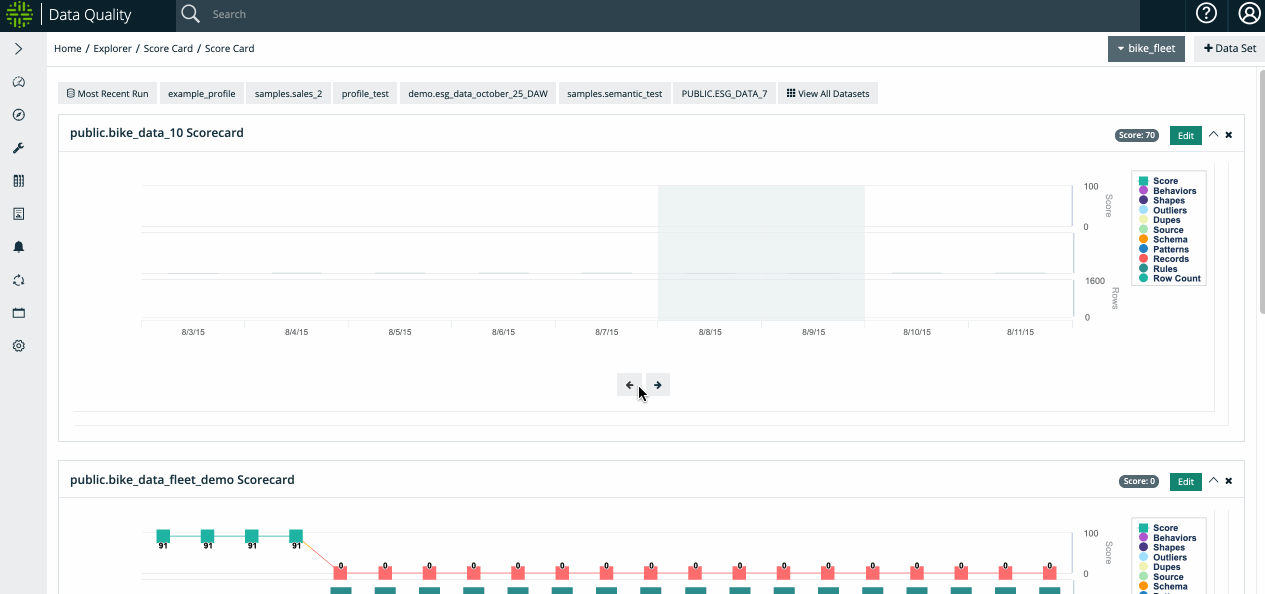 Data Quality
Search
Home / Explorer / Score Card / Score Card
bike_fleet
+ Data Set
Most Recent Run
example_profile
samples.sales_2
profile_test
demo.esg_data_october_25_DAW
samples.semantic_test
PUBLIC.ESG_DATA_7
View All Datasets
public.bike_data_10 Scorecard
Score: 70
Edit
100
Score
0
1600
Rows
0
8/3/15 8/4/15 8/5/15 8/6/15 8/7/15 8/8/15 8/9/15 8/10/15 8/11/15
Score
Behaviors
Shapes
Outliers
Dupes
Source
Schema
Patterns
Records
Rules
Row Count
public.bike_data_fleet_demo Scorecard
Score: 0
Edit
91 91 91 91 0 0 0 0 0 0 0 0 0 0 0 0 0 0 0 0 0
100
Score
0
Score
Behaviors
Shapes
Outliers
Dupes
Source
Schema